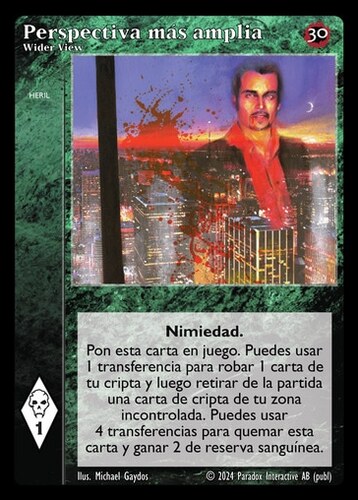 Perspectiva más amplia
30
Wider View
HERIL
Nimiedad.
Pon esta carta en juego. Puedes usar
1 transferencia para robar 1 carta de
tu cripta y luego retirar de la partida
una carta de cripta de tu zona
incontrolada. Puedes usar
4 transferencias para quemar esta
carta y ganar 2 de reserva sanguínea.
1
Ilus. Michael Gaydos
© 2024 Paradox Interactive AB (publ)